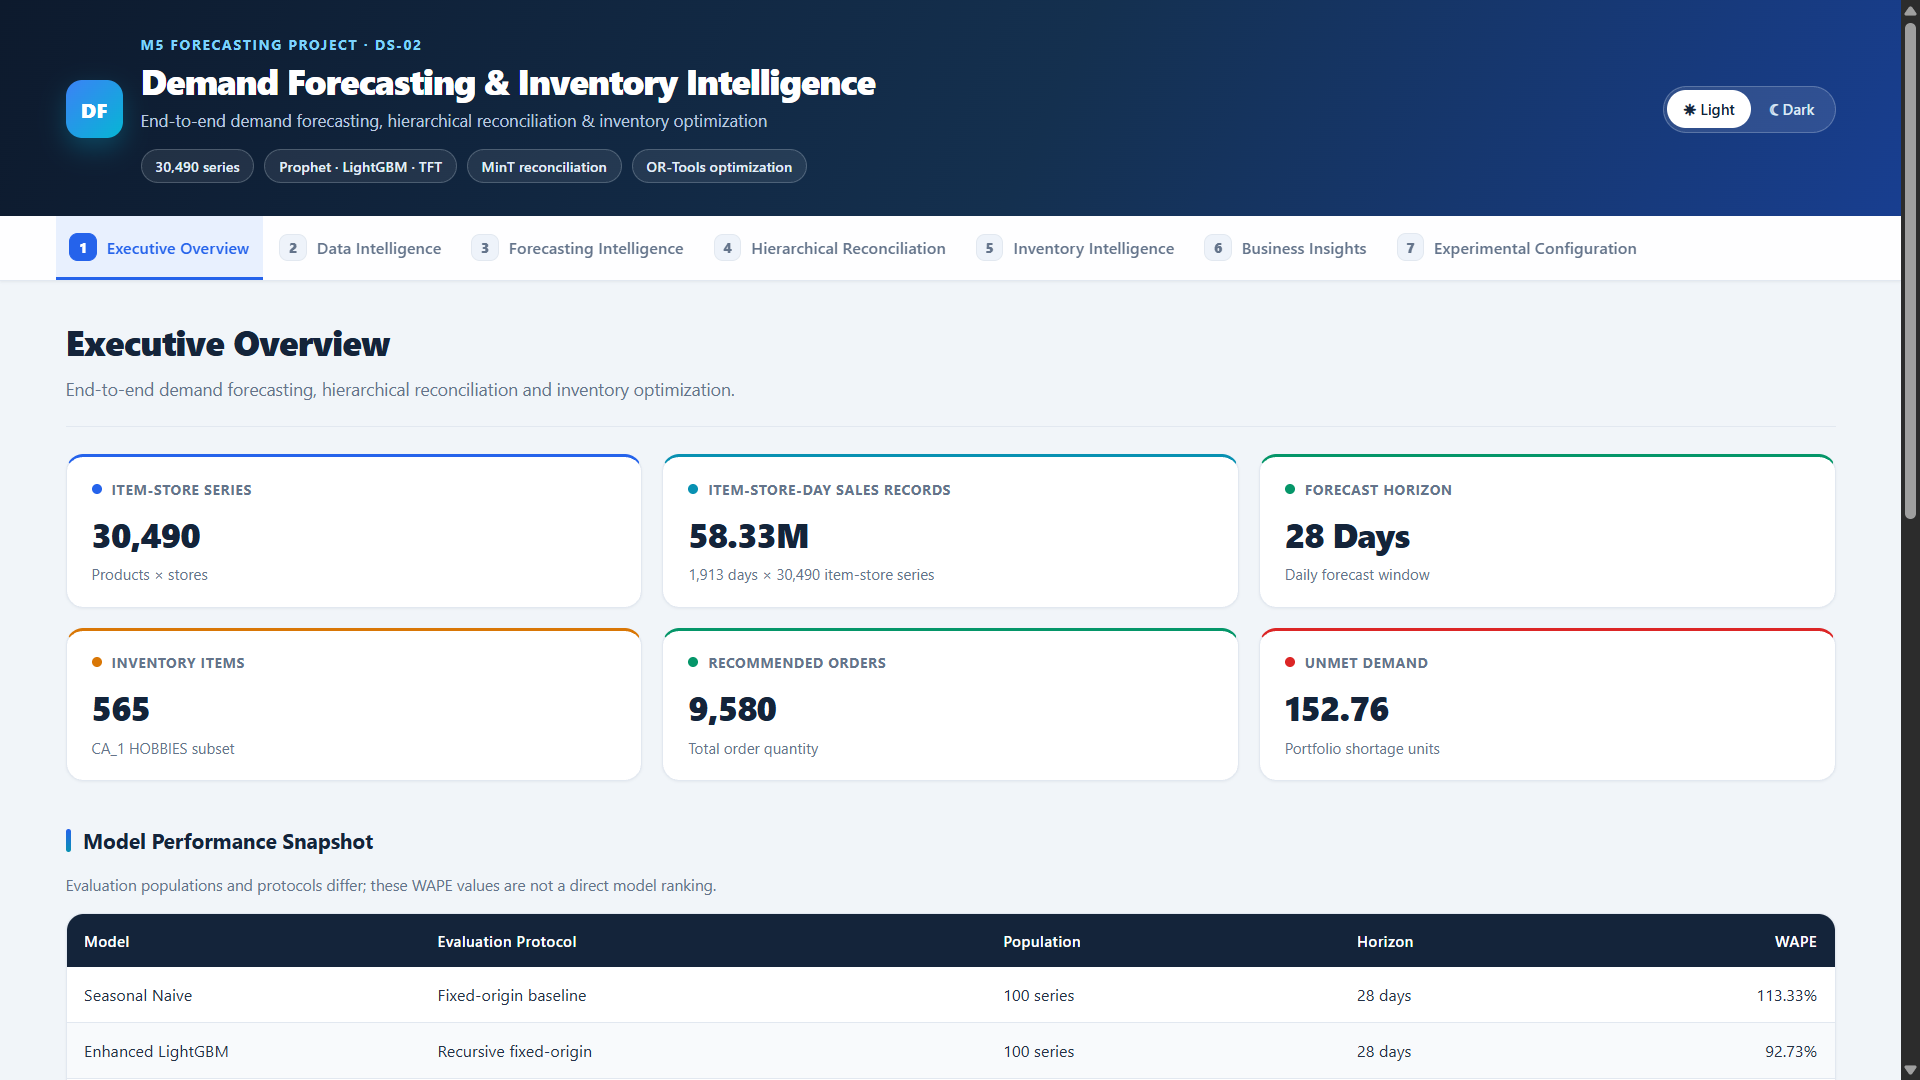 M5 FORECASTING PROJECT · DS-02
DF
Demand Forecasting & Inventory Intelligence
End-to-end demand forecasting, hierarchical reconciliation & inventory optimization
30,490 series
Prophet · LightGBM · TFT
MinT reconciliation
OR-Tools optimization
Light
Dark
1 Executive Overview
2 Data Intelligence
3 Forecasting Intelligence
4 Hierarchical Reconciliation
5 Inventory Intelligence
6 Business Insights
7 Experimental Configuration
Executive Overview
End-to-end demand forecasting, hierarchical reconciliation and inventory optimization.
ITEM-STORE SERIES
30,490
Products × stores
ITEM-STORE-DAY SALES RECORDS
58.33M
1,913 days × 30,490 item-store series
FORECAST HORIZON
28 Days
Daily forecast window
INVENTORY ITEMS
565
CA_1 HOBBIES subset
RECOMMENDED ORDERS
9,580
Total order quantity
UNMET DEMAND
152.76
Portfolio shortage units
Model Performance Snapshot
Evaluation populations and protocols differ; these WAPE values are not a direct model ranking.
Model Evaluation Protocol Population Horizon WAPE
Seasonal Naive Fixed-origin baseline 100 series 28 days 113.33%
Enhanced LightGBM Recursive fixed-origin 100 series 28 days 92.73%